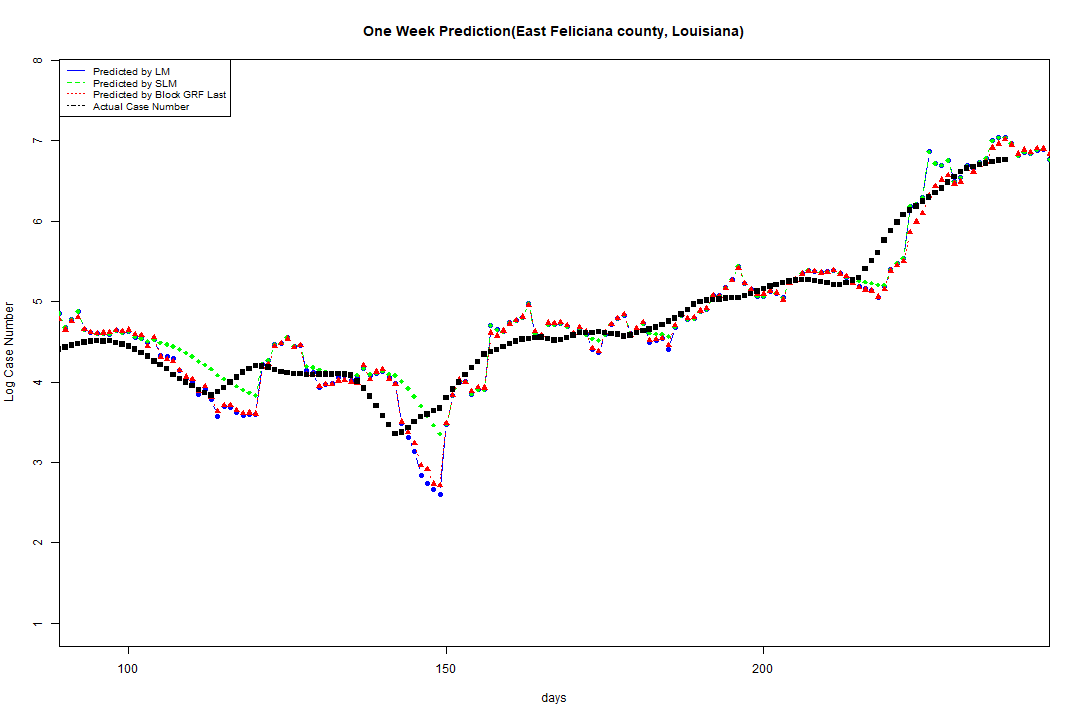 One Week Prediction(East Feliciana county, Louisiana)
Predicted by LM
Predicted by SLM
Predicted by Block GRF Last
Actual Case Number
8
7
6
5
4
3
2
1
Log Case Number
100
150
200
days